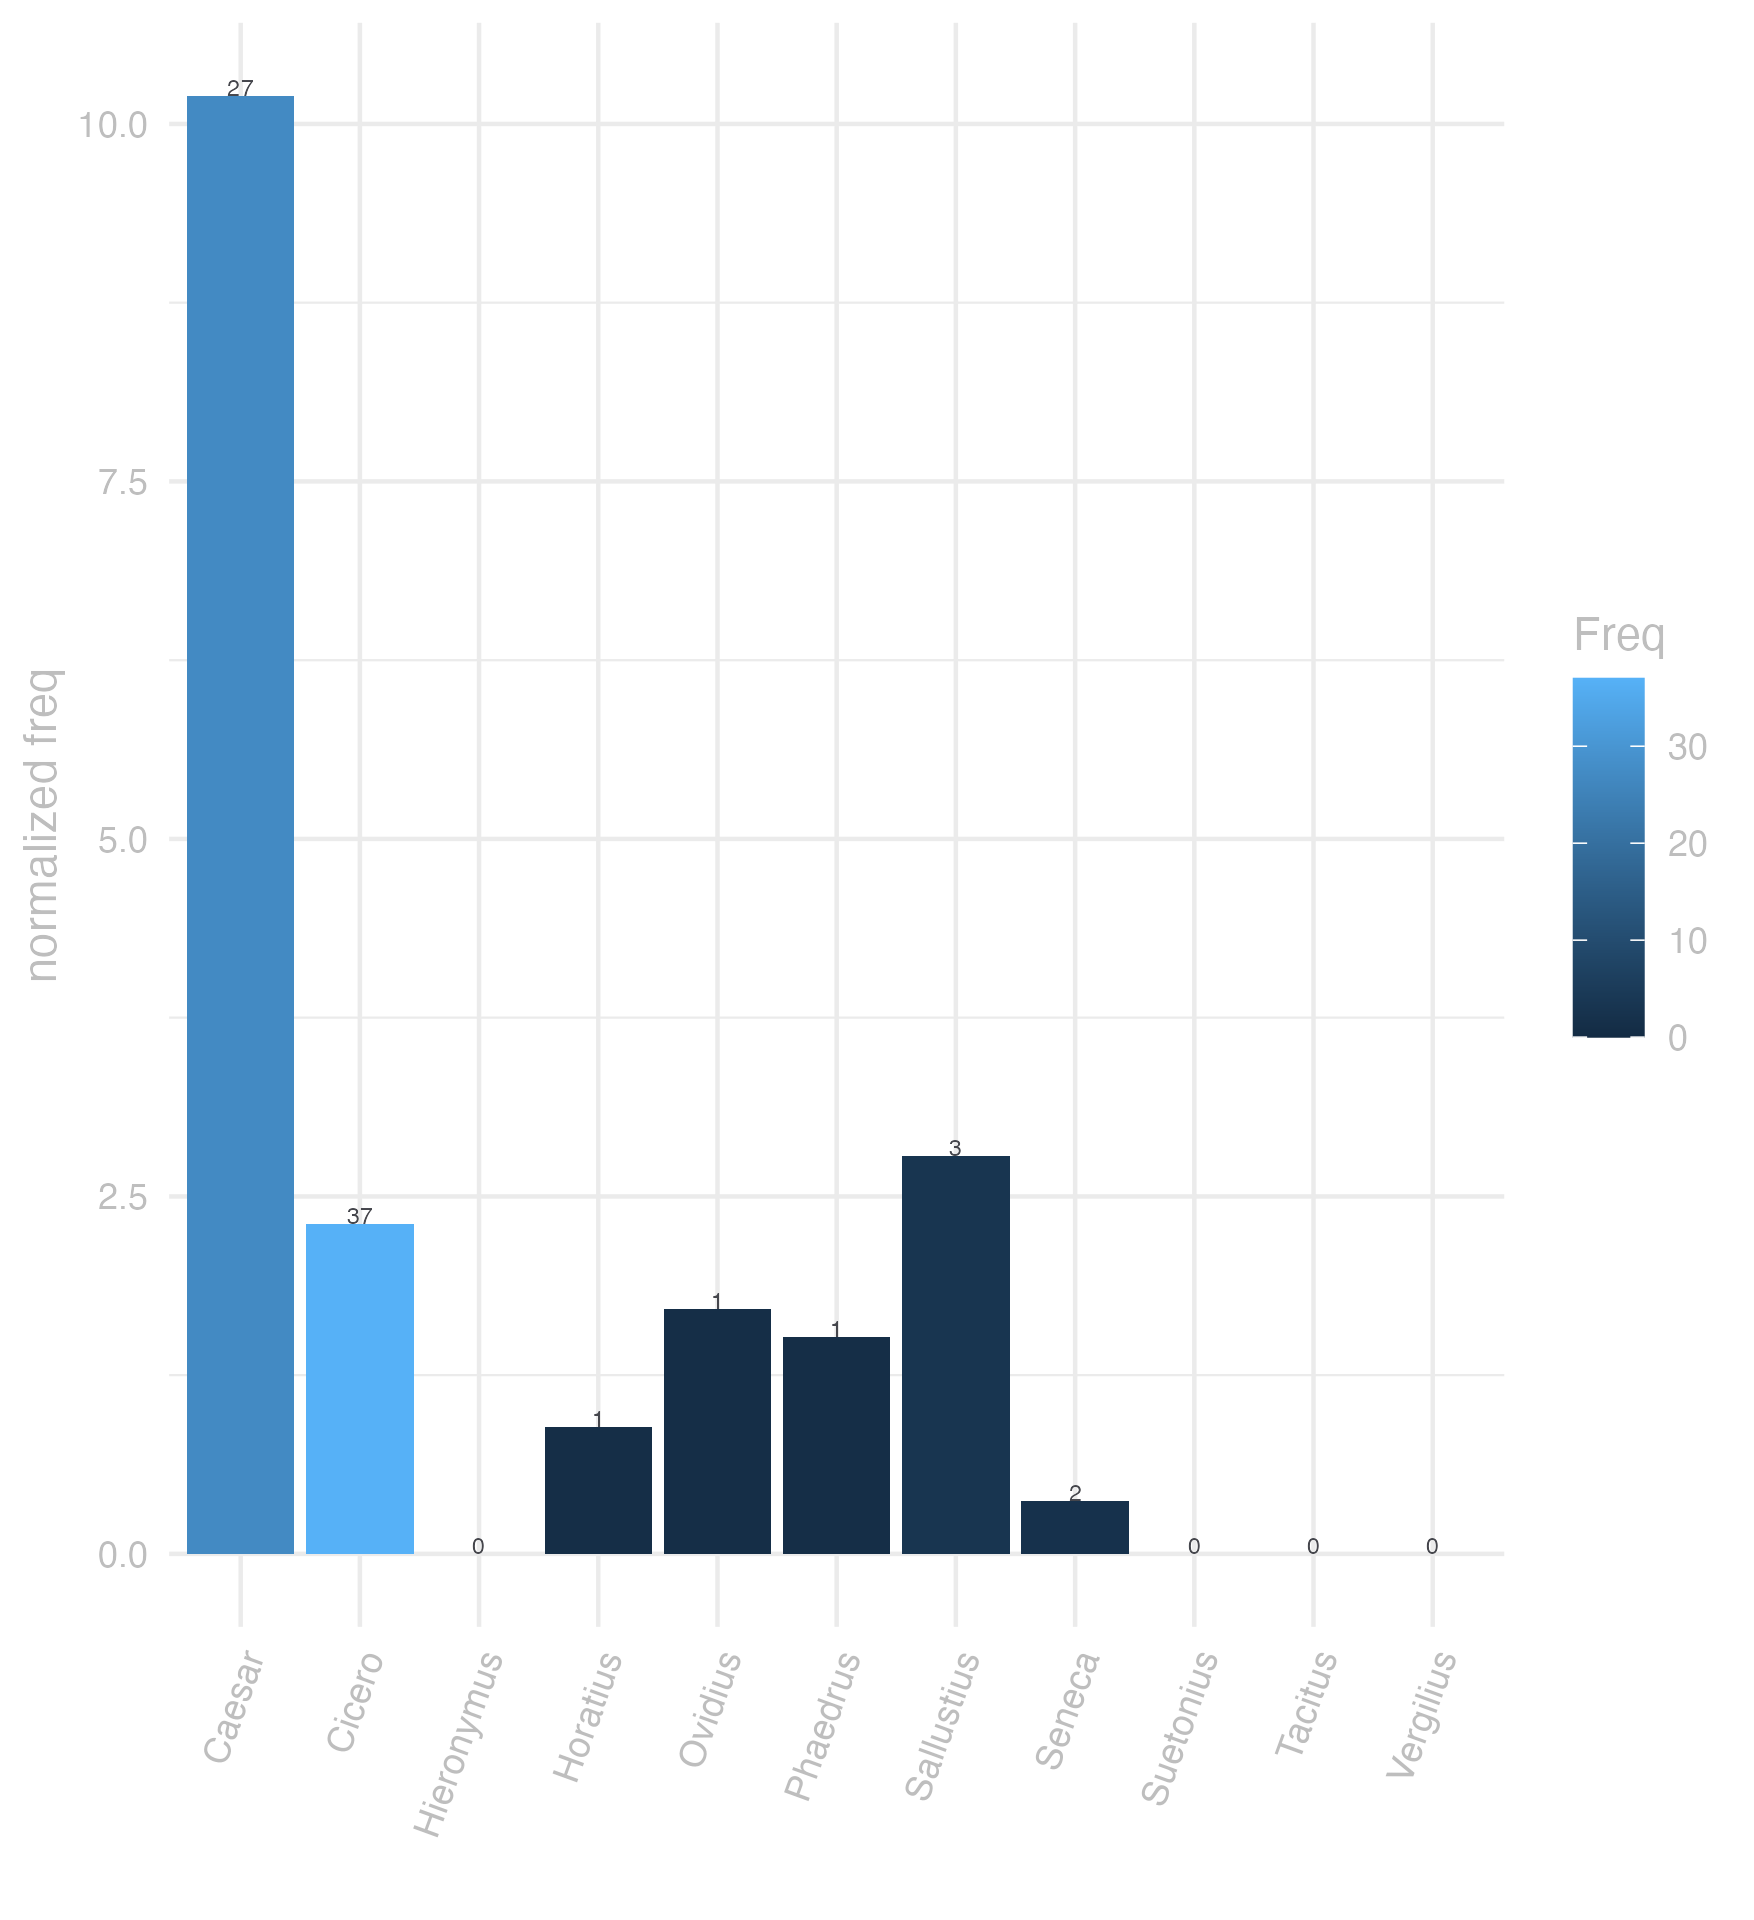 27
10.0
7.5
normalized freq
5.0
2.5
0.0
37
0
1
1
1
3
2
0
0
0
Caesar
Cicero
Hieronymus
Horatius
Ovidius
Phaedrus
Sallustius
Seneca
Suetonius
Tacitus
Vergilius
Freq
30
20
10
0